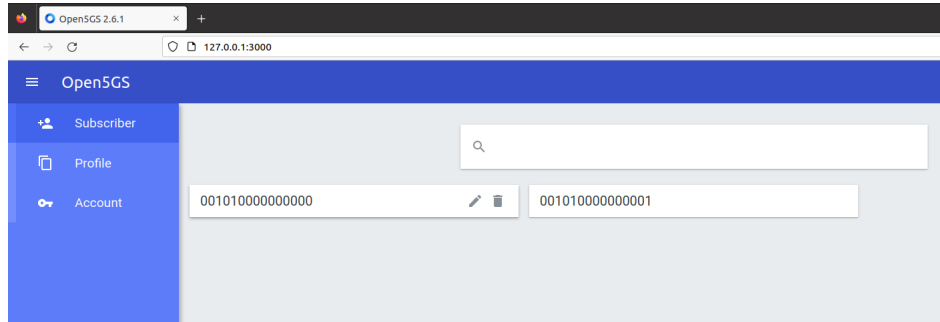 Open5GS 2.6.1
127.0.0.1:3000
Open5GS
Subscriber
Profile
Account
001010000000000
001010000000001